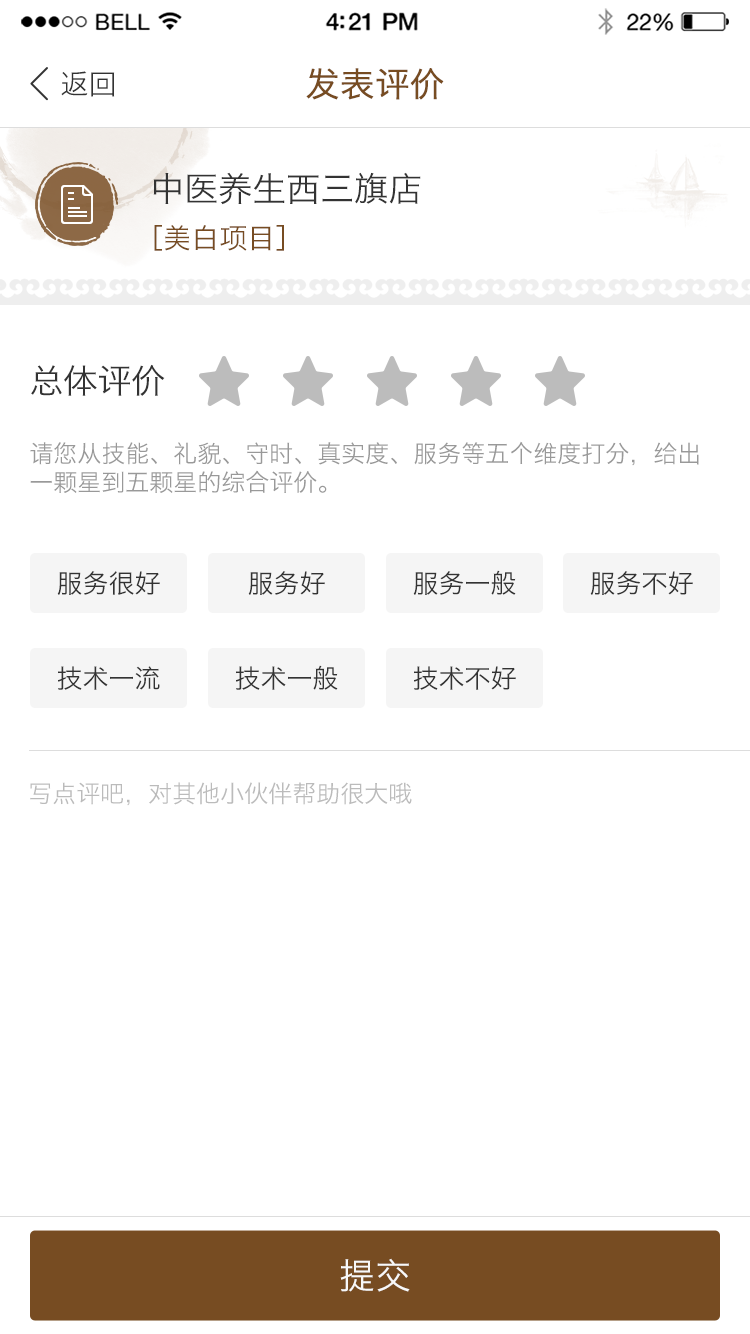 BELL 4:21 PM 22%
返回 发表评价
中医养生西三旗店
[美白项目]
总体评价
请您从技能、礼貌、守时、真实度、服务等五个维度打分，给出
一颗星到五颗星的综合评价。
服务很好 服务好 服务一般 服务不好
技术一流 技术一般 技术不好
写点评吧，对其他小伙伴帮助很大哦
提交